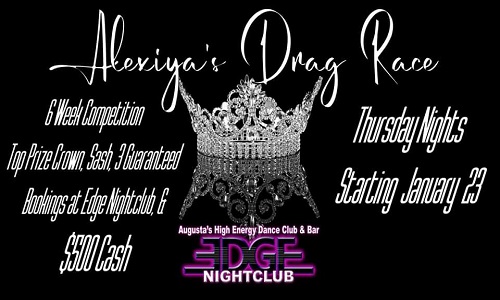 Alexiya's Drag Race
6 Week Competition
Top Prize Crown, Sash, 3 Guaranteed
Bookings at Edge Nightclub, &
$500 Cash
Thursday Nights
Starting January 23
Augusta's High Energy Dance Club & Bar
EDGE
NIGHTCLUB